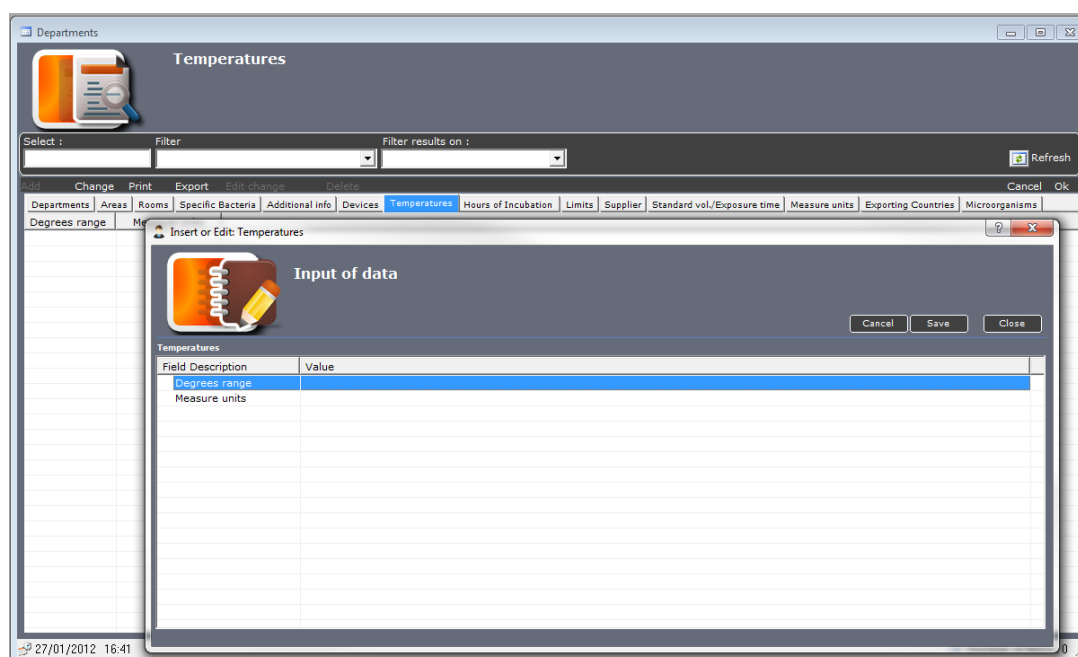 Departments
Temperatures
Select : Filter Filter results on :
Refresh
Add Change Print Export Edit change Delete Cancel Ok
Departments Areas Rooms Specific Bacteria Additional info Devices Temperatures Hours of Incubation Limits Supplier Standard vol./Exposure time Measure units Exporting Countries Microorganisms
Degrees range
Insert or Edit: Temperatures
Input of data
Cancel Save Close
Temperatures
Field Description Value
Degrees range
Measure units
27/01/2012 16:41